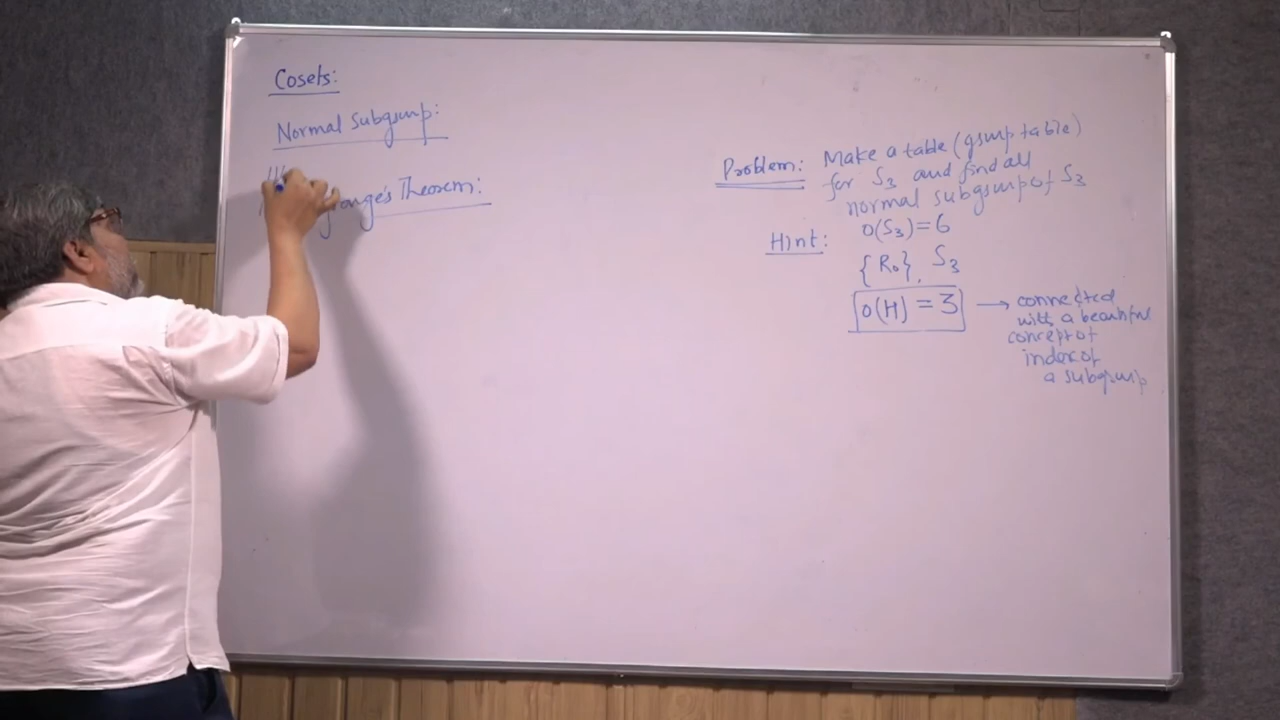 Cosets:
Normal Subgroup:
Theorem:
Problem: Make a table (group table)
for S₃ and find all
normal subgroup of S₃
Hint: o(S₃)=6
{R₀}, S₃
o(H) = 3 → connected
with a beautiful
concept of
index of
a subgroup